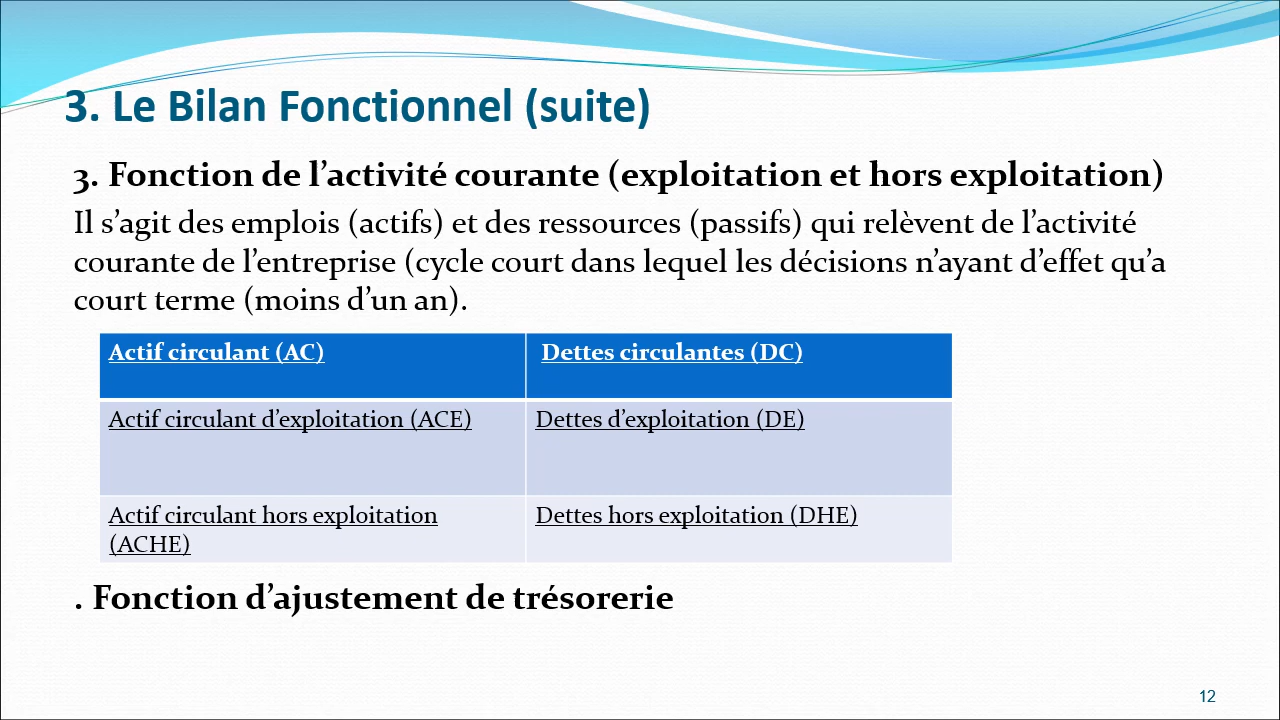 3. Le Bilan Fonctionnel (suite)
3. Fonction de l’activité courante (exploitation et hors exploitation)
Il s’agit des emplois (actifs) et des ressources (passifs) qui relèvent de l’activité
courante de l’entreprise (cycle court dans lequel les décisions n’ayant d’effet qu’a
court terme (moins d’un an).
Actif circulant (AC)
Dettes circulantes (DC)
Actif circulant d’exploitation (ACE)
Dettes d’exploitation (DE)
Actif circulant hors exploitation
(ACHE)
Dettes hors exploitation (DHE)
. Fonction d’ajustement de trésorerie
12